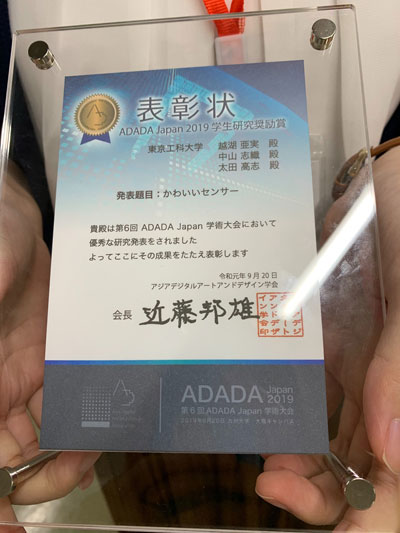 表彰状
ADADA Japan 2019 学生研究奨励賞
東京工科大学 越湖 亜実 殿
中山 志織 殿
太田 高志 殿
発表題目：かわいいセンサー
貴殿は第6回 ADADA Japan 学術大会において
優秀な研究発表をされました
よってここにその成果をたたえ表彰します
令和元年 9 月 20 日
アジアデジタルアートアンドデザイン学会
会長 近藤邦雄
ADADA Japan 2019
第6回 ADADA Japan 学術大会